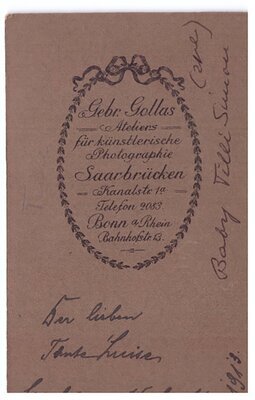 Gebr. Gollas
Ateliers
für künstlerische
Photographie
Saarbrücken
Kanalstr. 1a
Telefon 2083
Bonn a/Rhein
Bahnhofstr. 13.
Baby Villi Simon
Der lieben
Tante Luise
1913.